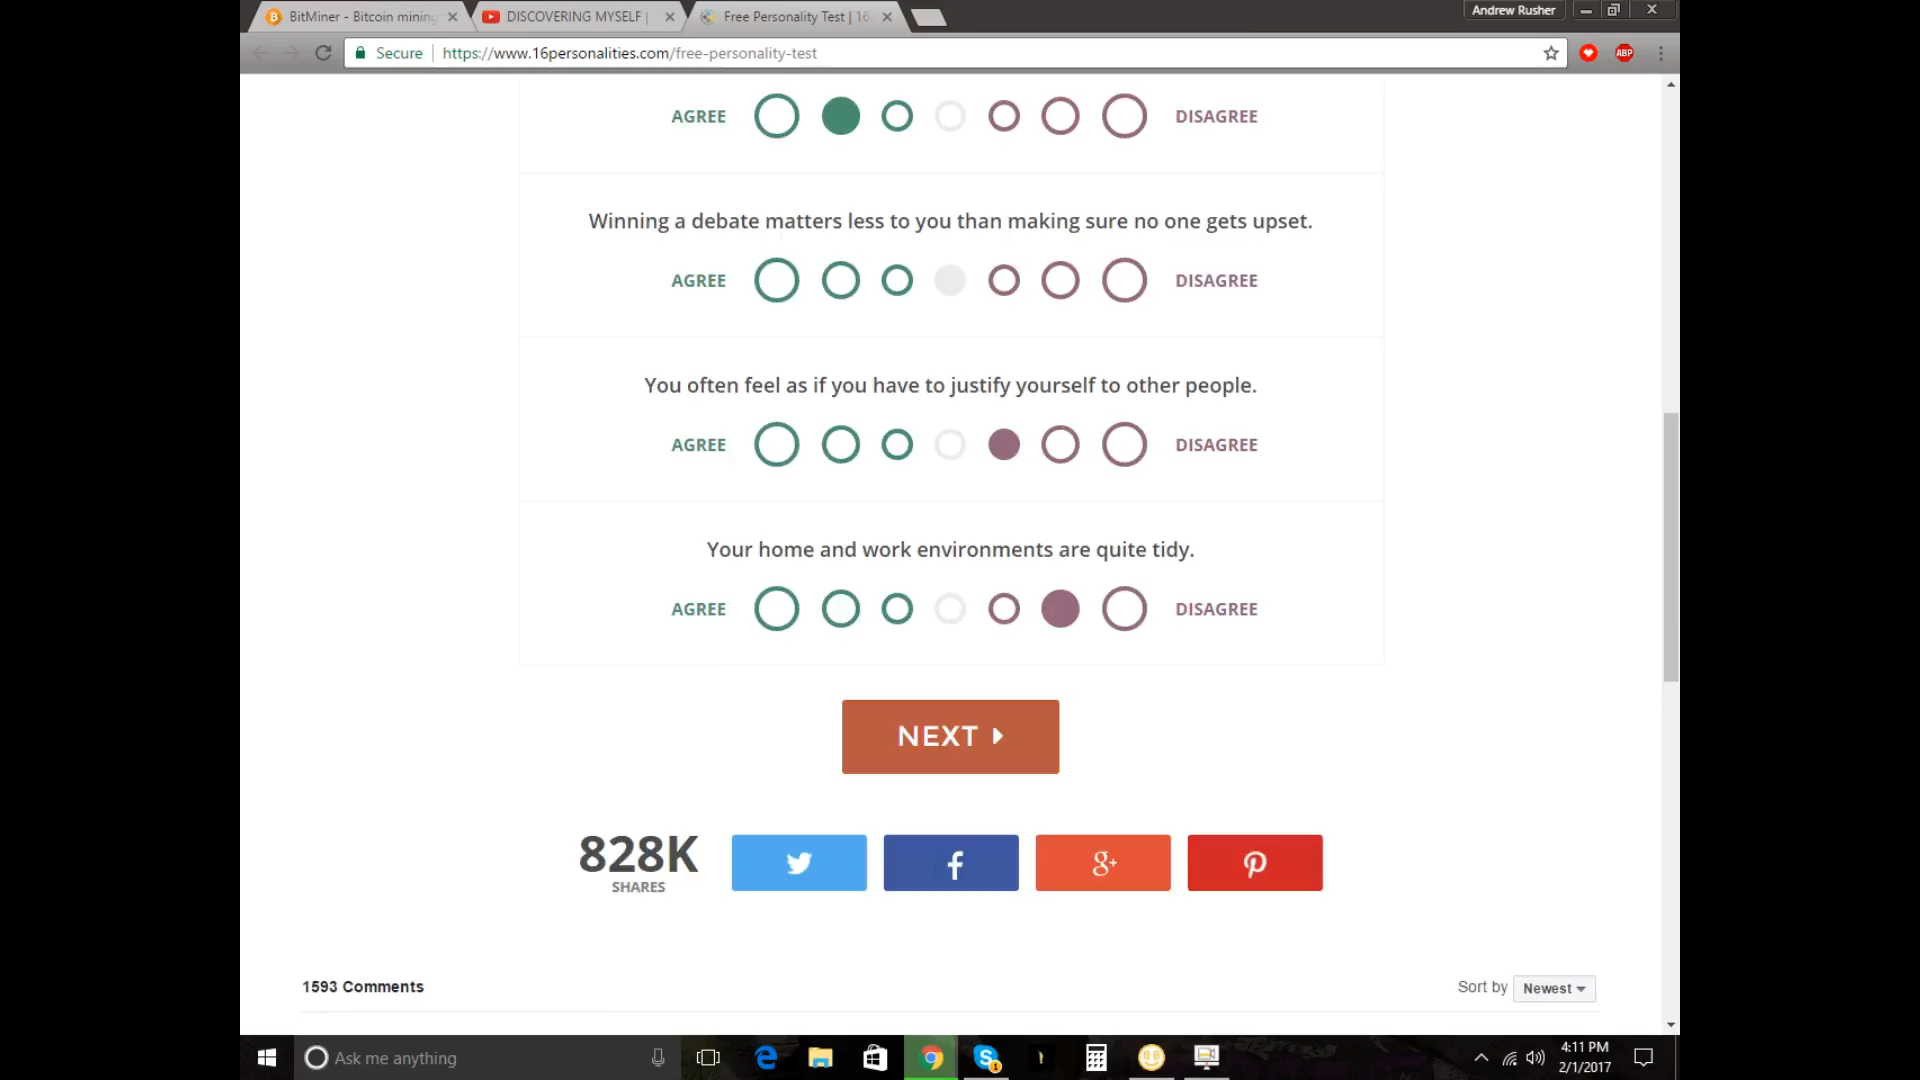 BitMiner - Bitcoin mining
DISCOVERING MYSELF |
Free Personality Test | 16
Andrew Rusher
Secure
https://www.16personalities.com/free-personality-test
ABP
AGREE DISAGREE
Winning a debate matters less to you than making sure no one gets upset.
AGREE DISAGREE
You often feel as if you have to justify yourself to other people.
AGREE DISAGREE
Your home and work environments are quite tidy.
AGREE DISAGREE
NEXT
828K
SHARES
1593 Comments
Sort by Newest
Ask me anything
1
4:11 PM
2/1/2017